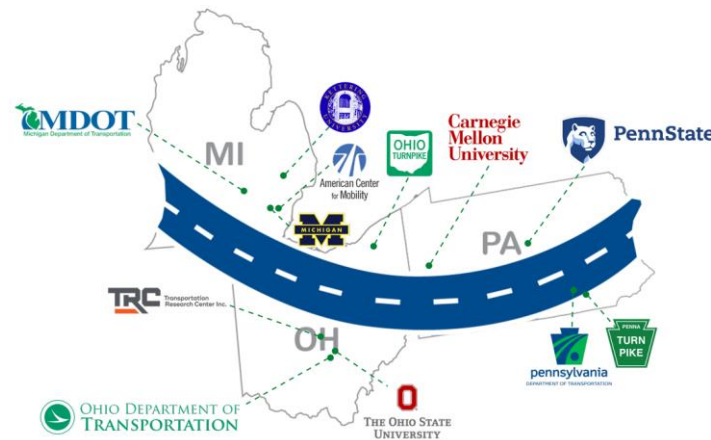 MDOT
Michigan Department of Transportation
MI
KETTERING
UNIVERSITY
American Center
for Mobility
M
MICHIGAN
OHIO
TURNPIKE
Carnegie
Mellon
University
PennState
PA
TRC
Transportation
Research Center Inc.
OH
OHIO DEPARTMENT OF
TRANSPORTATION
O
THE OHIO STATE
UNIVERSITY
pennsylvania
DEPARTMENT OF TRANSPORTATION
PENNA
TURN
PIKE